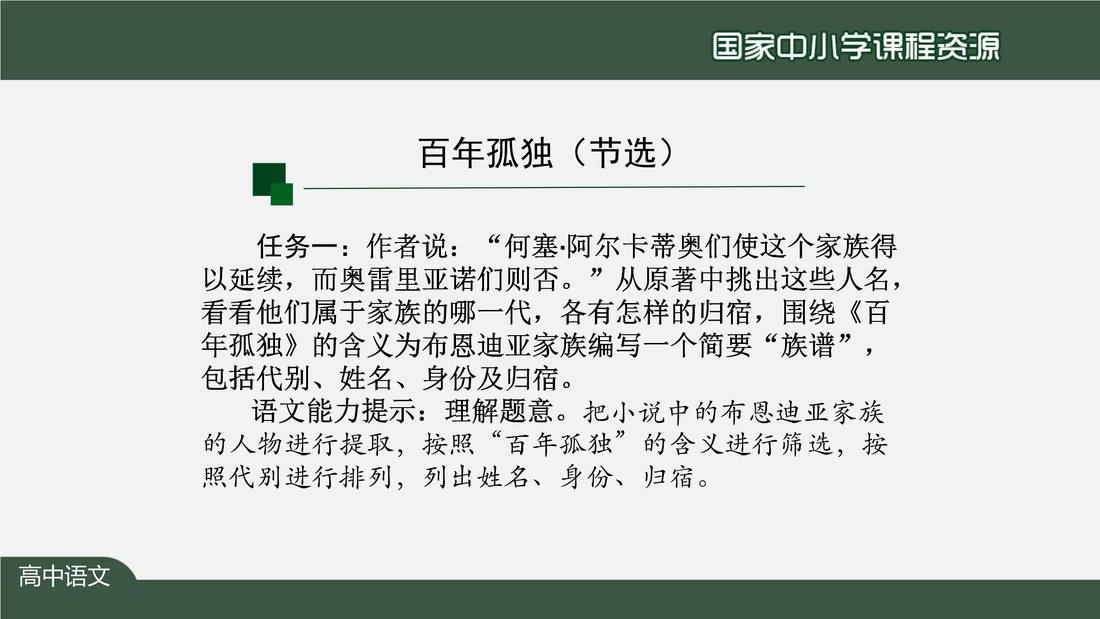 国家中小学课程资源
百年孤独（节选）
任务一：作者说：“何塞·阿尔卡蒂奥们使这个家族得
以延续，而奥雷里亚诺们则否。”从原著中挑出这些人名，
看看他们属于家族的哪一代，各有怎样的归宿，围绕《百
年孤独》的含义为布恩迪亚家族编写一个简要“族谱”，
包括代别、姓名、身份及归宿。
语文能力提示：理解题意。把小说中的布恩迪亚家族
的人物进行提取，按照“百年孤独”的含义进行筛选，按
照代别进行排列，列出姓名、身份、归宿。
高中语文